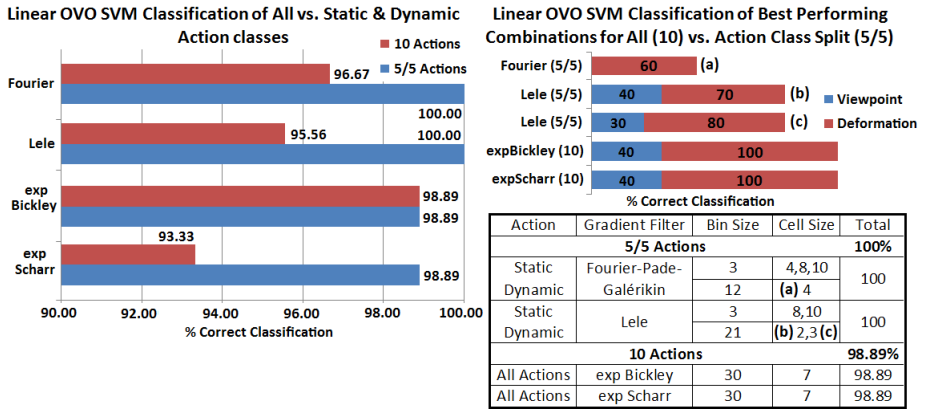 Linear OVO SVM Classification of All vs. Static & Dynamic
Action classes
10 Actions
5/5 Actions
Fourier
96.67
100.00
Lele
95.56
100.00
exp
Bickley
98.89
98.89
exp
Scharr
93.33
98.89
90.00 92.00 94.00 96.00 98.00 100.00
% Correct Classification
Linear OVO SVM Classification of Best Performing
Combinations for All (10) vs. Action Class Split (5/5)
Fourier (5/5) 60 (a)
Lele (5/5) 40 70 (b)
Lele (5/5) 30 80 (c)
expBickley (10) 40 100
expScharr (10) 40 100
Viewpoint
Deformation
% Correct Classification
Action Gradient Filter Bin Size Cell Size Total
5/5 Actions 100%
Static Fourier-Pade- 3 4,8,10 100
Dynamic Galérikin 12 (a) 4
Static Lele 3 8,10 100
Dynamic 21 (b) 2,3 (c)
10 Actions 98.89%
All Actions exp Bickley 30 7 98.89
All Actions exp Scharr 30 7 98.89